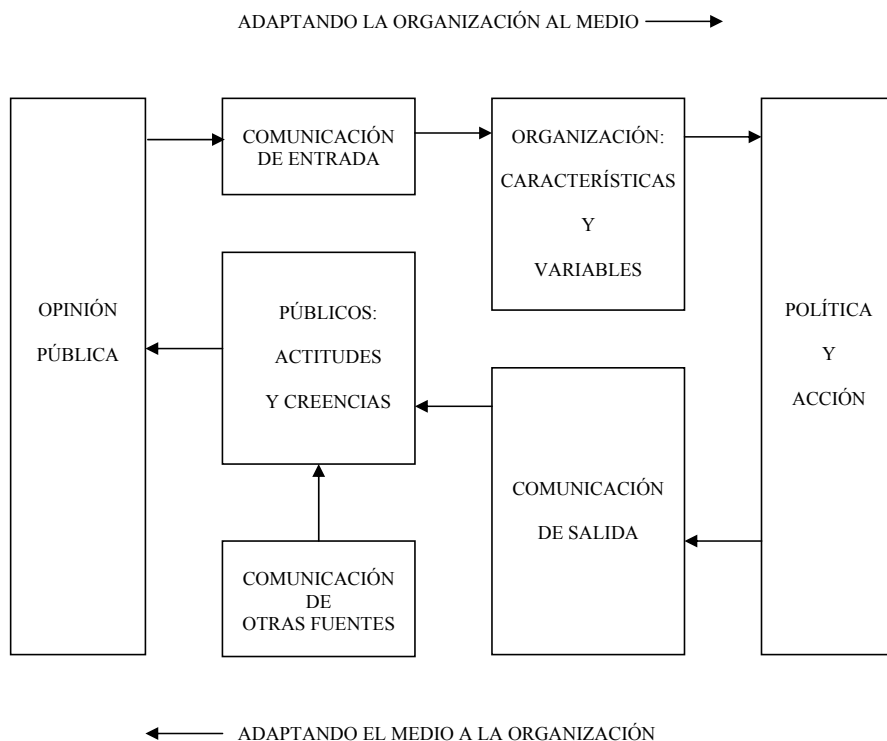 ADAPTANDO LA ORGANIZACIÓN AL MEDIO
COMUNICACIÓN
DE ENTRADA
ORGANIZACIÓN:
CARACTERÍSTICAS
Y
VARIABLES
OPINIÓN
PÚBLICA
PÚBLICOS:
ACTITUDES
Y CREENCIAS
POLÍTICA
Y
ACCIÓN
COMUNICACIÓN
DE SALIDA
COMUNICACIÓN
DE
OTRAS FUENTES
ADAPTANDO EL MEDIO A LA ORGANIZACIÓN